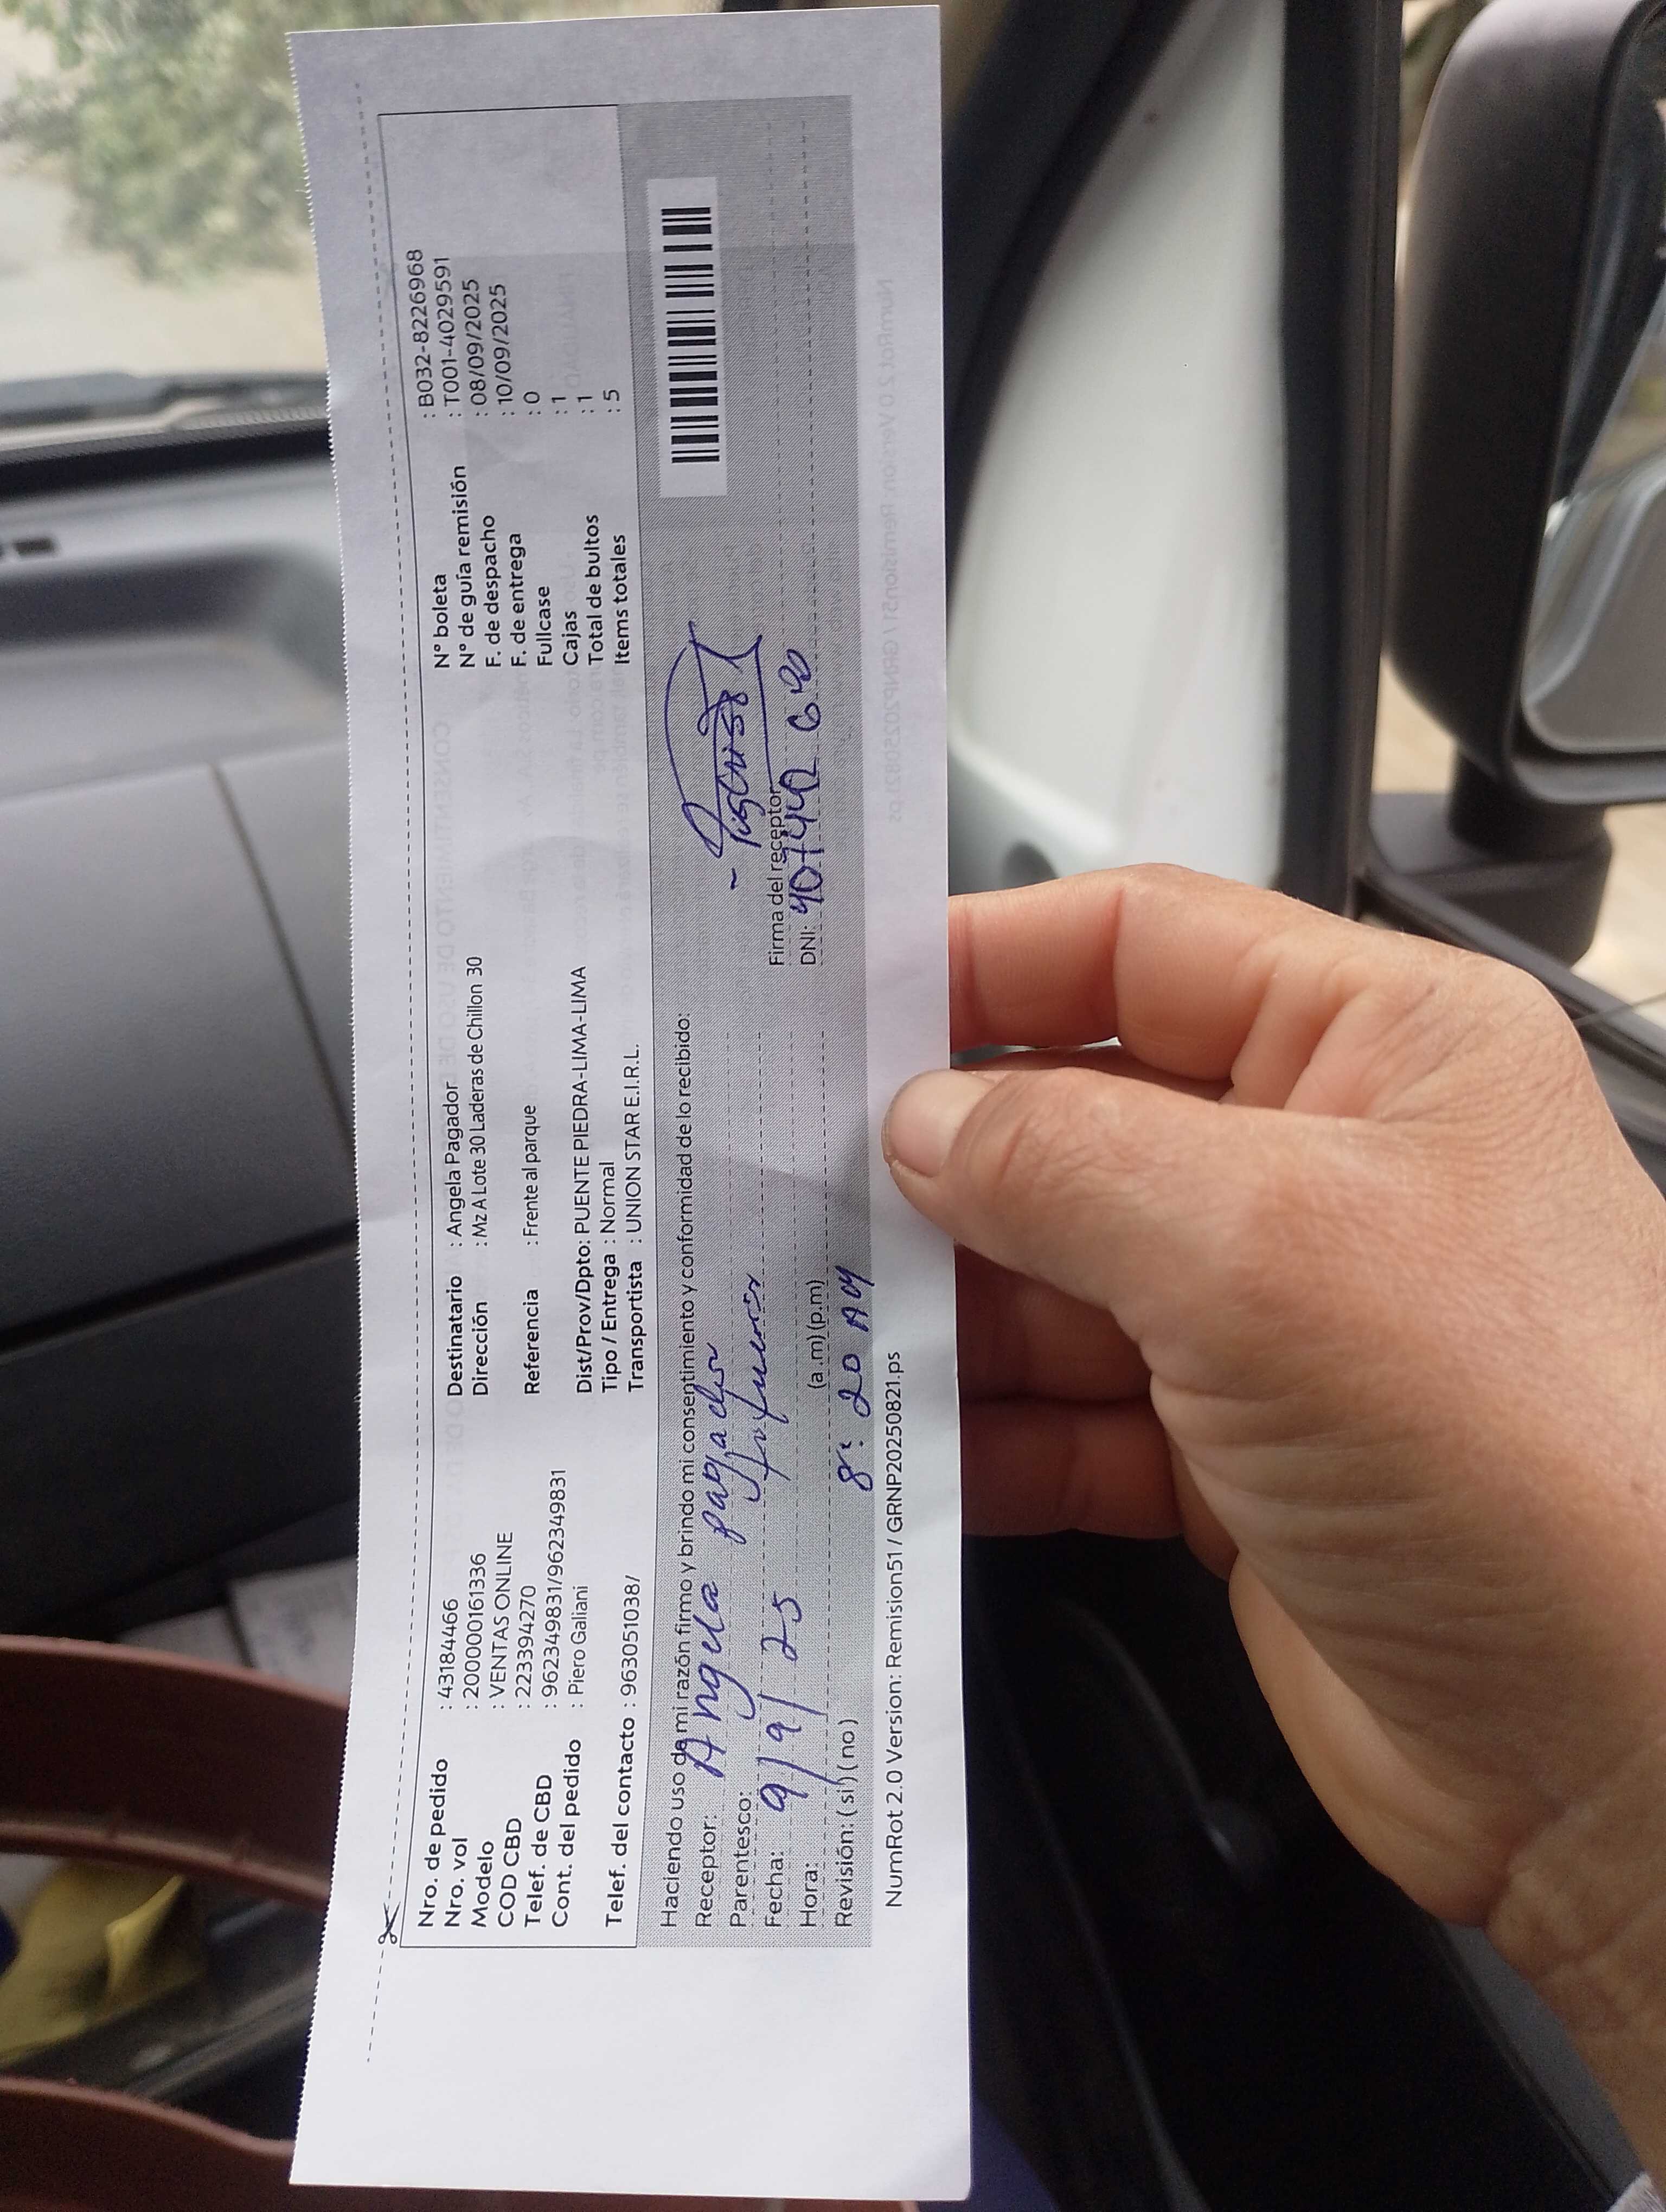 Nro. de pedido : 43184466
Nro. vol : 20000016​1336
Modelo : VENTAS ONLINE
COD CBD : 223394270
Telef. de CBD : 962349831/962349831
Cont. del pedido : Piero Galiani
Telef. del contacto : 963051038/
Destinatario : Angela Pagador
Dirección : Mz A Lote 30 Laderas de Chillon 30
Referencia : Frente al parque
Dist/Prov/Dpto: PUENTE PIEDRA-LIMA-LIMA
Tipo / Entrega : Normal
Transportista : UNION STAR E.I.R.L.
N° boleta : B032-8226968
N° de guía remisión : T001-4029591
F. de despacho : 08/09/2025
F. de entrega : 10/09/2025
Fullcase : 0
Cajas : 1
Total de bultos : 1
Items totales : 5
Haciendo uso de mi razón firmo y brindo mi consentimiento y conformidad de lo recibido:
Receptor: Angela pagador
Parentesco:
Fecha: 9/9/25
Hora: (a.m) (p.m)
8:20 AM
Revisión: ( si ) ( no )
Firma del receptor
DNI:
NumRot 2.0 Version: Remision51 / GRNP20250821.ps